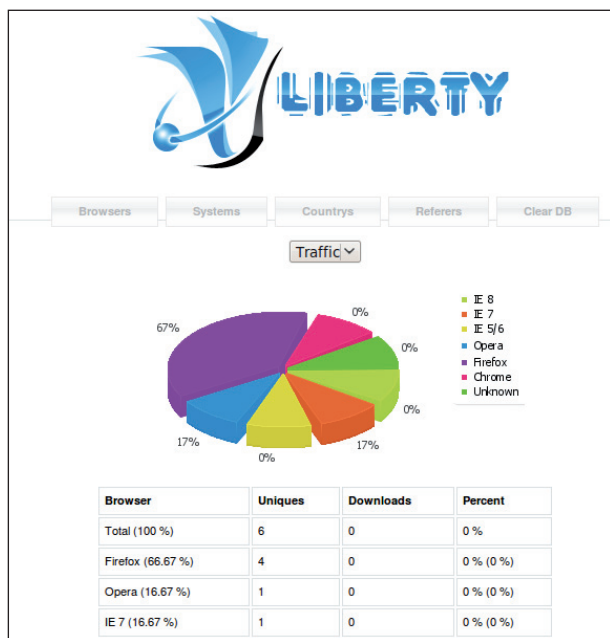 LIBERTY
Browsers Systems Countrys Referers Clear DB
Traffic
67%
0%
0%
0%
17%
0%
17%
IE 8
IE 7
IE 5/6
Opera
Firefox
Chrome
Unknown
Browser Uniques Downloads Percent
Total (100 %) 6 0 0 %
Firefox (66.67 %) 4 0 0 % (0 %)
Opera (16.67 %) 1 0 0 % (0 %)
IE 7 (16.67 %) 1 0 0 % (0 %)